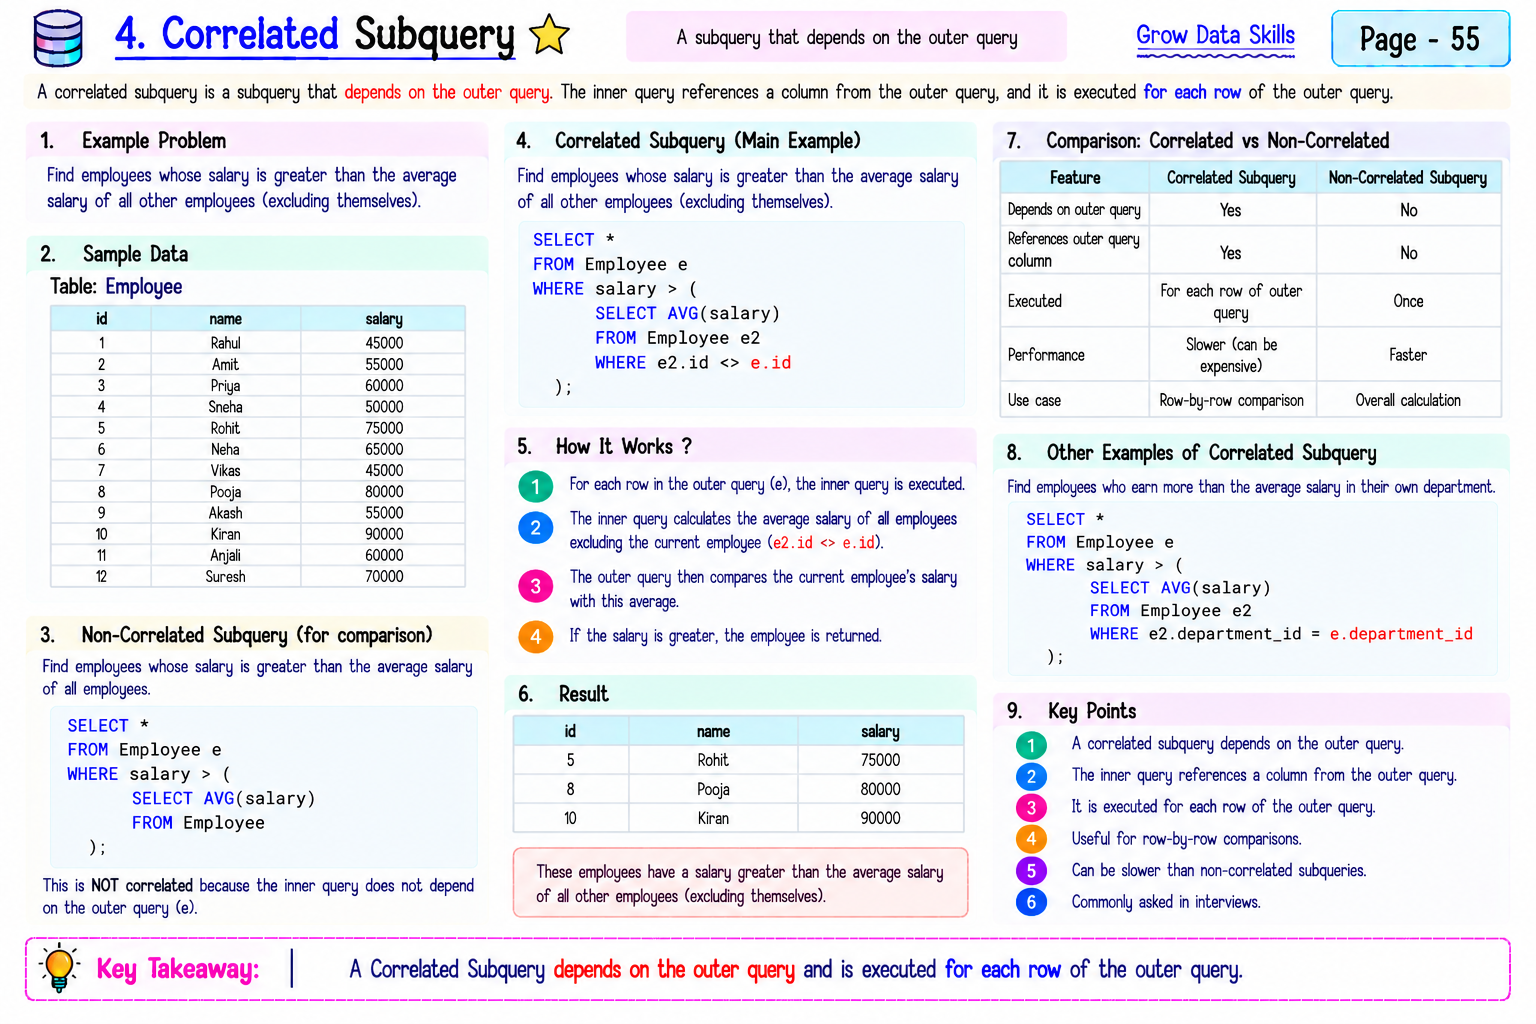 4. Correlated Subquery
A subquery that depends on the outer query
Grow Data Skills
Page - 55
A correlated subquery is a subquery that depends on the outer query. The inner query references a column from the outer query, and it is executed for each row of the outer query.
1. Example Problem
Find employees whose salary is greater than the average
salary of all other employees (excluding themselves).
2. Sample Data
Table: Employee
id name salary
1 Rahul 45000
2 Amit 55000
3 Priya 60000
4 Sneha 50000
5 Rohit 75000
6 Neha 65000
7 Vikas 45000
8 Pooja 80000
9 Akash 55000
10 Kiran 90000
11 Anjali 60000
12 Suresh 70000
3. Non-Correlated Subquery (for comparison)
Find employees whose salary is greater than the average salary
of all employees.
SELECT *
FROM Employee e
WHERE salary > (
SELECT AVG(salary)
FROM Employee
);
This is NOT correlated because the inner query does not depend
on the outer query (e).
4. Correlated Subquery (Main Example)
Find employees whose salary is greater than the average salary
of all other employees (excluding themselves).
SELECT *
FROM Employee e
WHERE salary > (
SELECT AVG(salary)
FROM Employee e2
WHERE e2.id <> e.id
);
5. How It Works ?
1 For each row in the outer query (e), the inner query is executed.
2 The inner query calculates the average salary of all employees
excluding the current employee (e2.id <> e.id).
3 The outer query then compares the current employee's salary
with this average.
4 If the salary is greater, the employee is returned.
6. Result
id name salary
5 Rohit 75000
8 Pooja 80000
10 Kiran 90000
These employees have a salary greater than the average salary
of all other employees (excluding themselves).
7. Comparison: Correlated vs Non-Correlated
Feature Correlated Subquery Non-Correlated Subquery
Depends on outer query Yes No
References outer query
column Yes No
Executed For each row of outer
query Once
Performance Slower (can be
expensive) Faster
Use case Row-by-row comparison Overall calculation
8. Other Examples of Correlated Subquery
Find employees who earn more than the average salary in their own department.
SELECT *
FROM Employee e
WHERE salary > (
SELECT AVG(salary)
FROM Employee e2
WHERE e2.department_id = e.department_id
);
9. Key Points
1 A correlated subquery depends on the outer query.
2 The inner query references a column from the outer query.
3 It is executed for each row of the outer query.
4 Useful for row-by-row comparisons.
5 Can be slower than non-correlated subqueries.
6 Commonly asked in interviews.
Key Takeaway: A Correlated Subquery depends on the outer query and is executed for each row of the outer query.